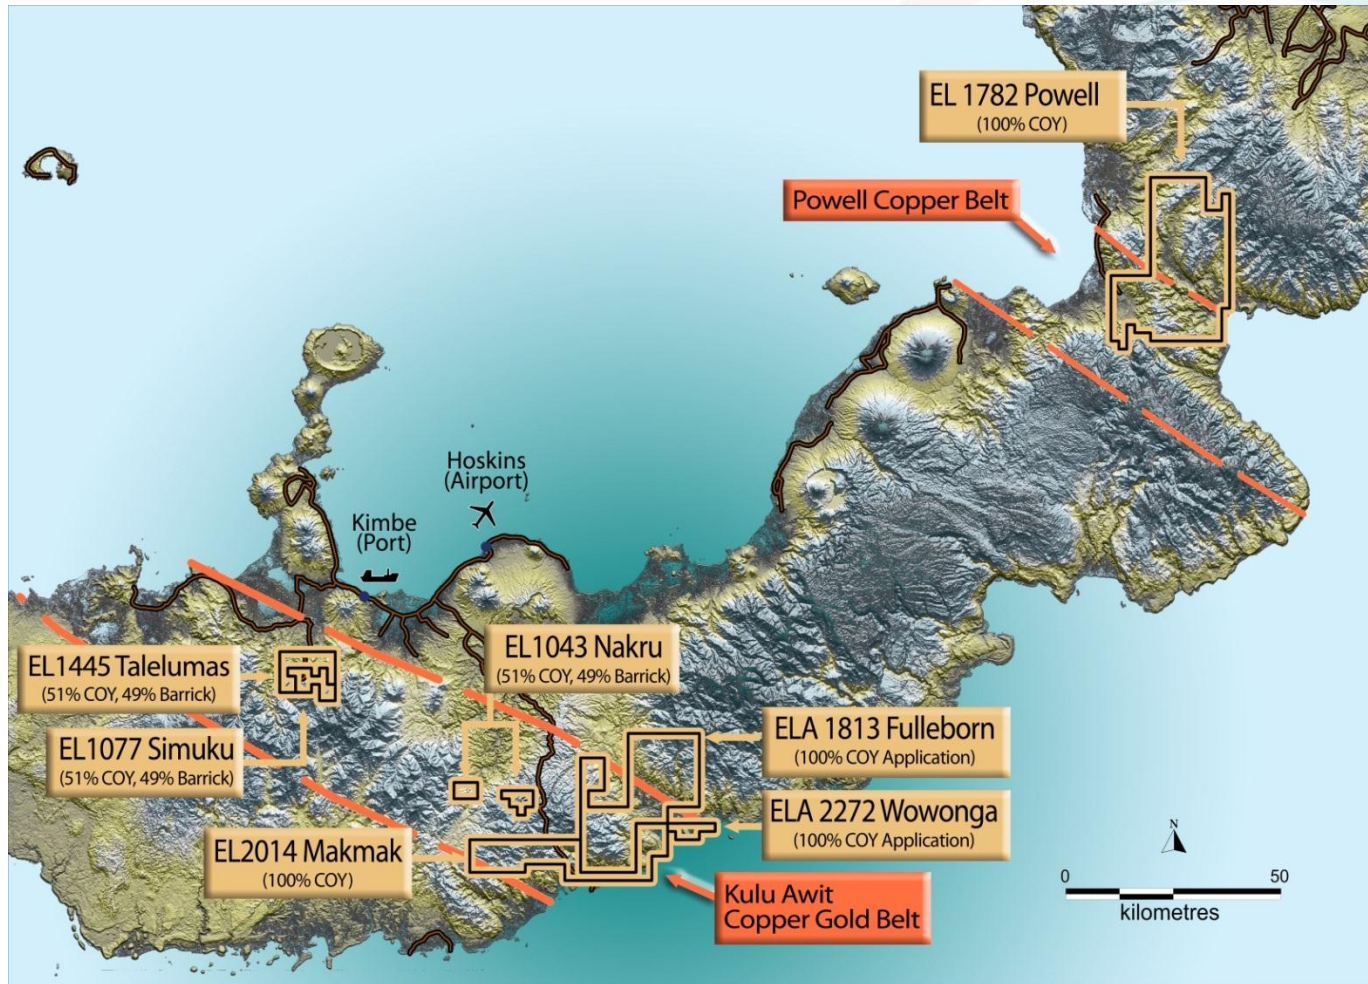 EL 1782 Powell
(100% COY)
Powell Copper Belt
Hoskins
(Airport)
Kimbe
(Port)
EL1445 Talelumas
(51% COY, 49% Barrick)
EL1043 Nakru
(51% COY, 49% Barrick)
EL1077 Simuku
(51% COY, 49% Barrick)
ELA 1813 Fulleborn
(100% COY Application)
ELA 2272 Wowonga
(100% COY Application)
EL2014 Makmak
(100% COY)
Kulu Awit
Copper Gold Belt
N
0 50
kilometres